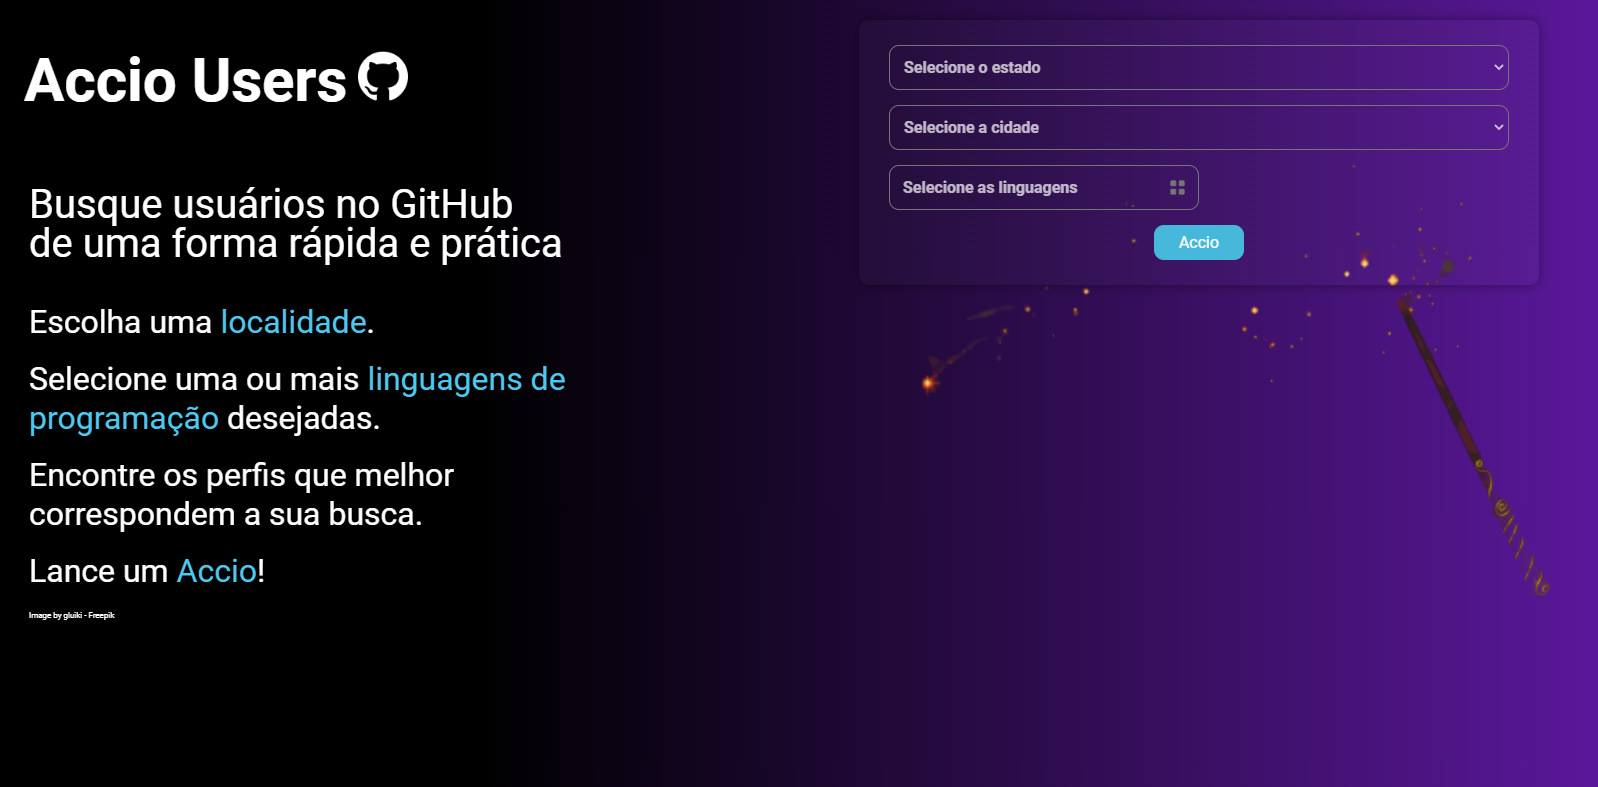 Accio Users
Busque usuários no GitHub
de uma forma rápida e prática
Escolha uma localidade.
Selecione uma ou mais linguagens de
programação desejadas.
Encontre os perfis que melhor
correspondem a sua busca.
Lance um Accio!
Image by gluiki - Freepik
Selecione o estado
Selecione a cidade
Selecione as linguagens
Accio